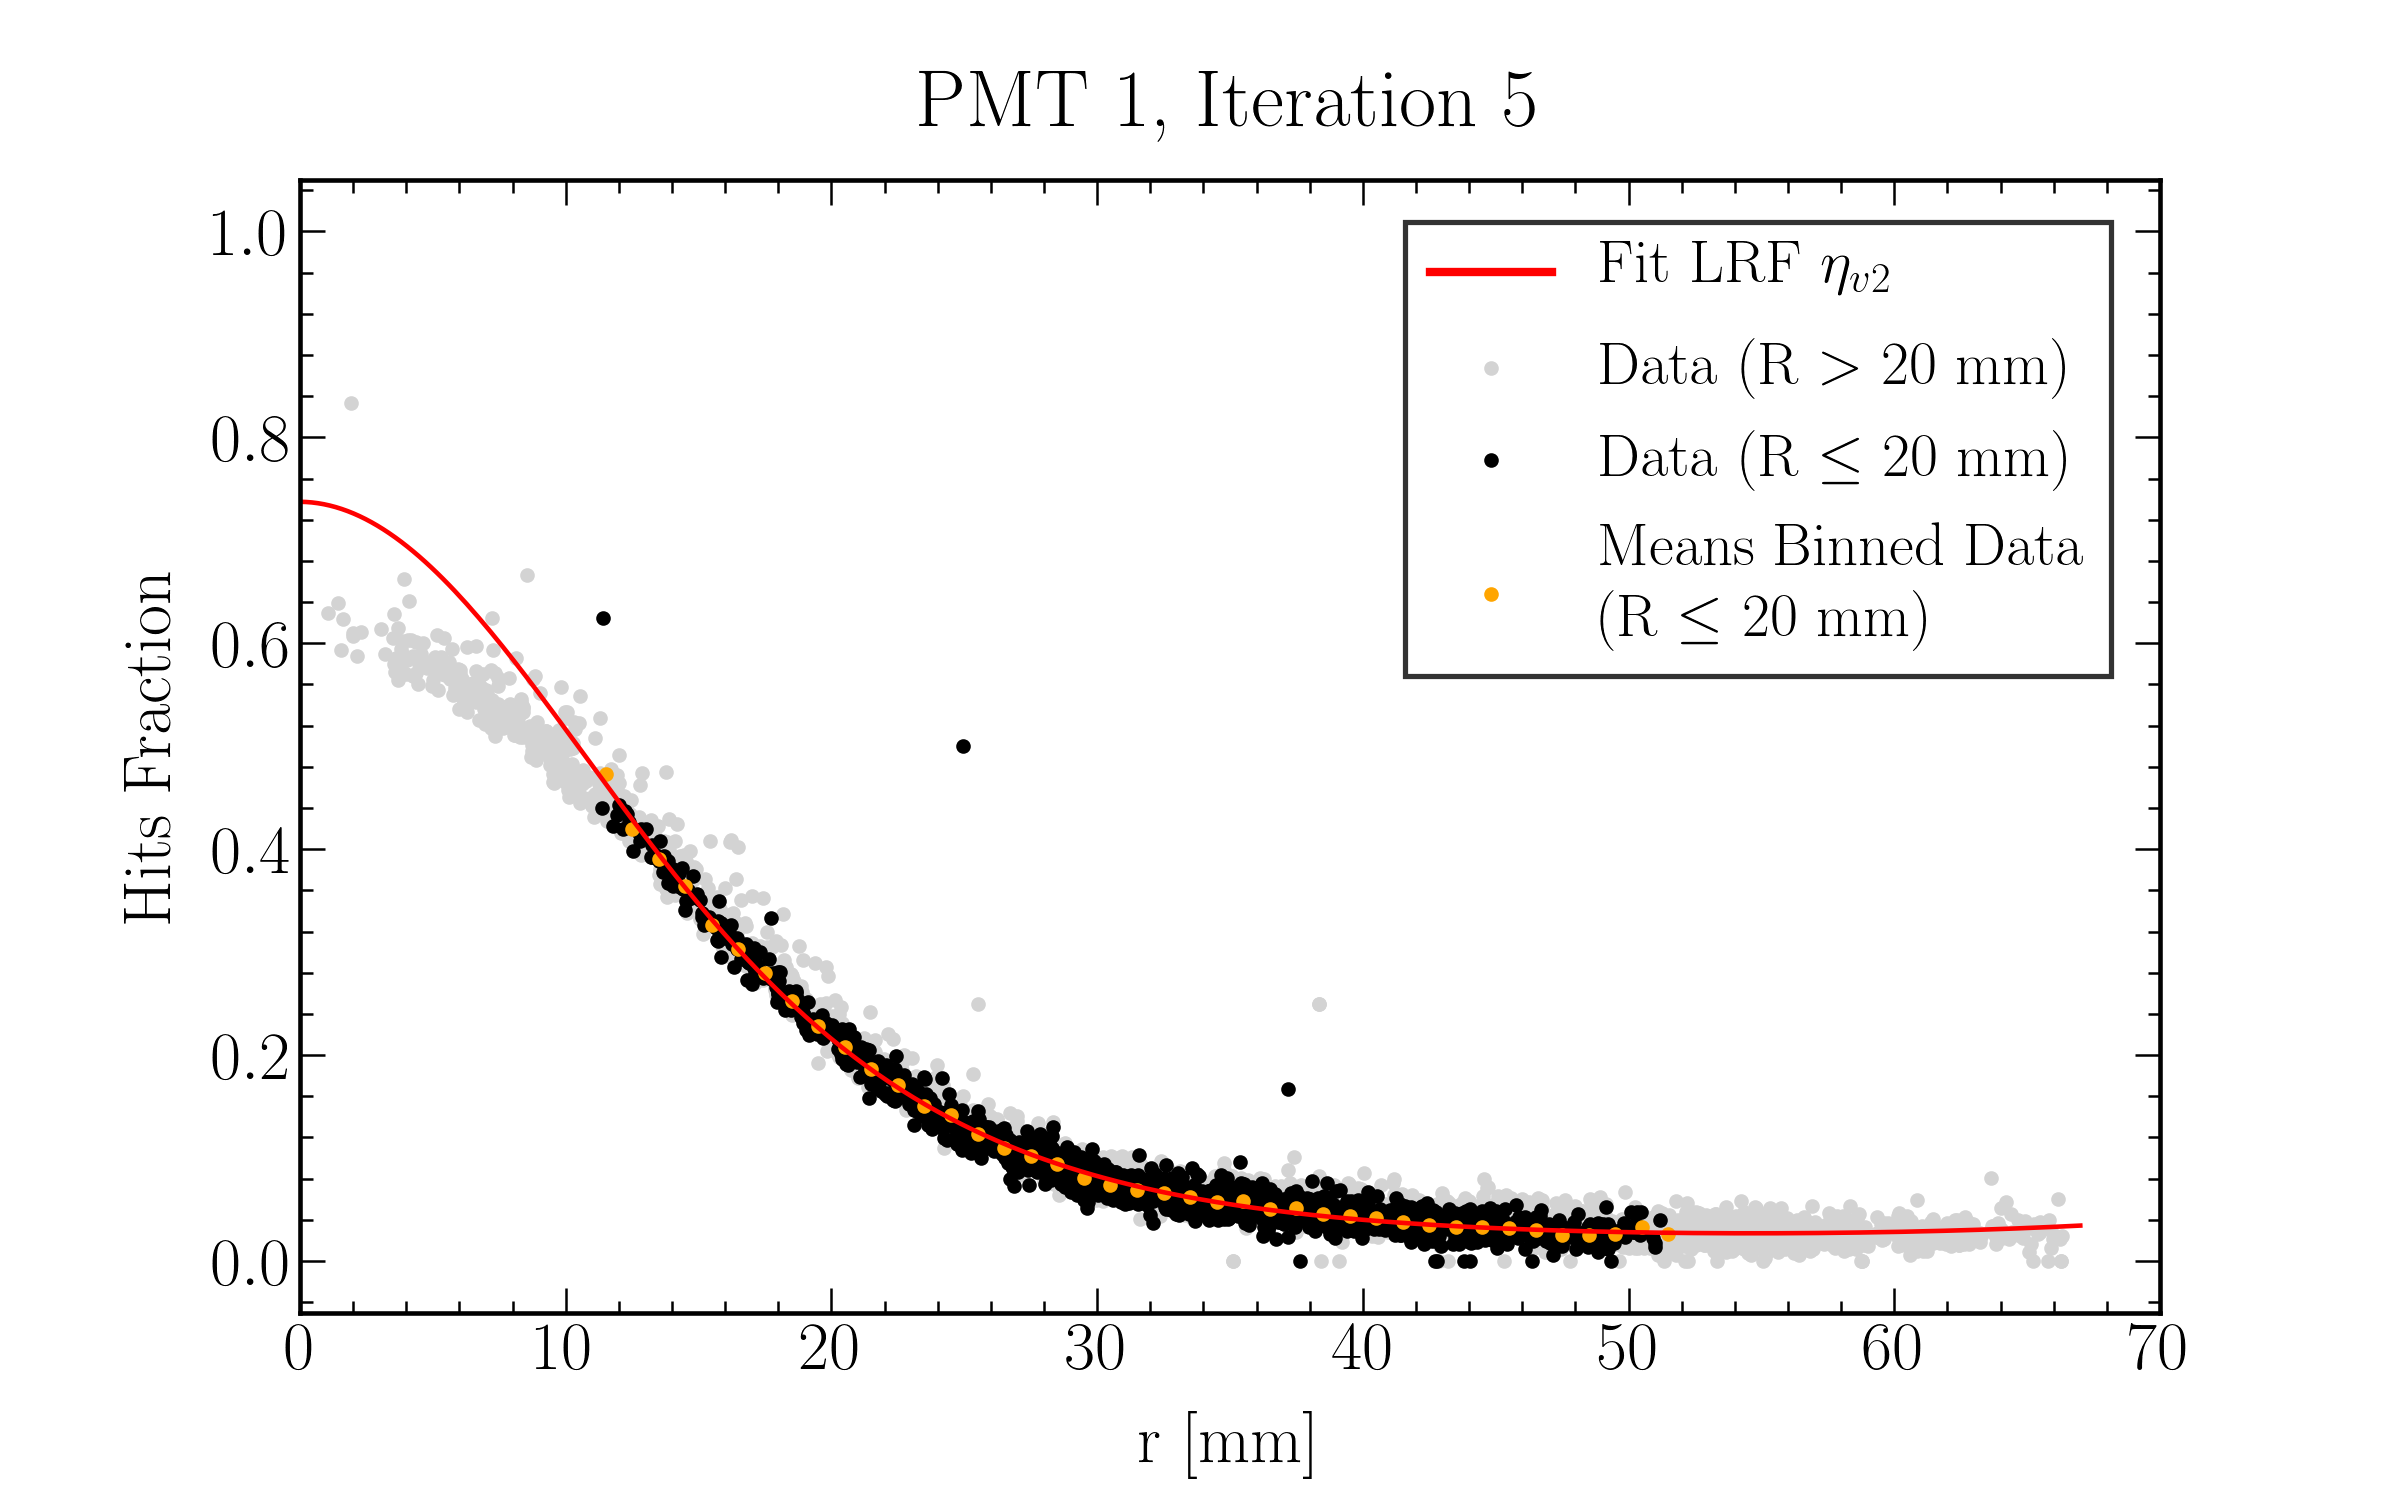 PMT 1, Iteration 5
Hits Fraction
1.0
0.8
0.6
0.4
0.2
0.0
Fit LRF η_{v2}
Data (R > 20 mm)
Data (R ≤ 20 mm)
Means Binned Data
(R ≤ 20 mm)
0 10 20 30 40 50 60 70
r [mm]